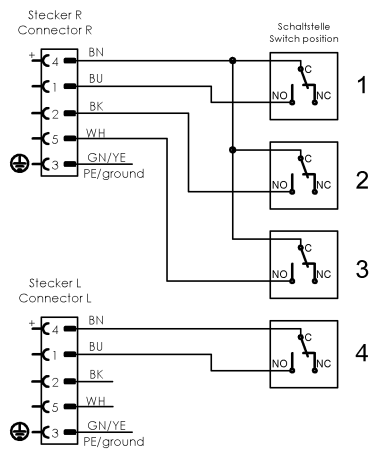 Stecker R
Connector R
Schaltstelle
Switch position
+ 4 BN
1 BU
2 BK
5 WH
3 GN/YE
PE/ground
C
NO NC
1
C
NO NC
2
C
NO NC
3
Stecker L
Connector L
+ 4 BN
1 BU
2 BK
5 WH
3 GN/YE
PE/ground
C
NO NC
4